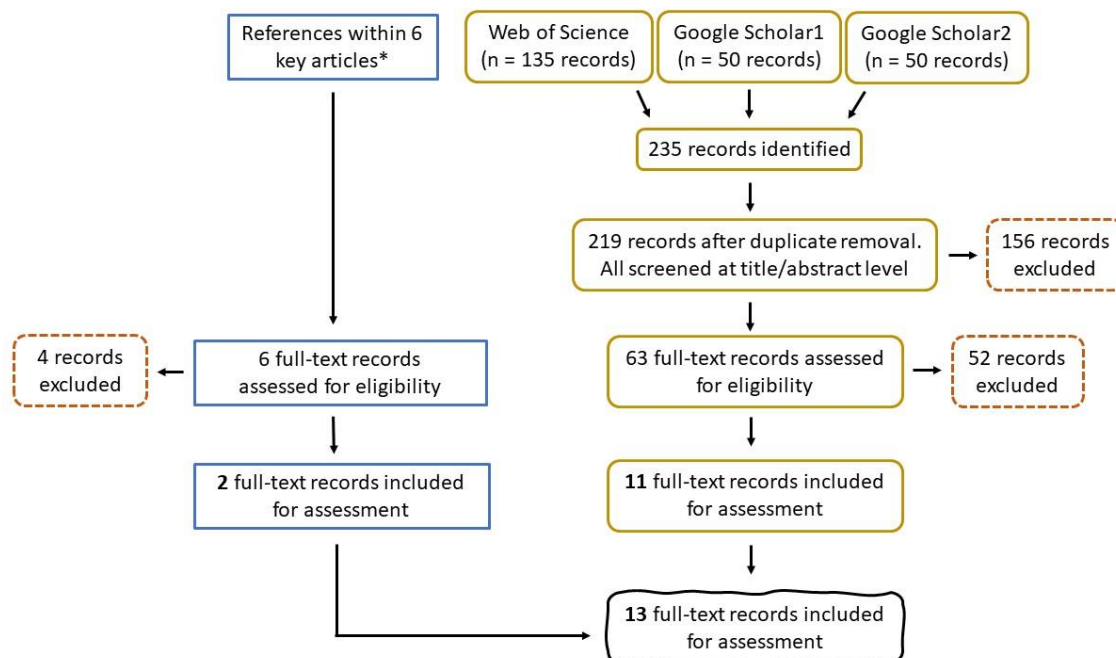 References within 6
key articles*
Web of Science
(n = 135 records)
Google Scholar1
(n = 50 records)
Google Scholar2
(n = 50 records)
235 records identified
219 records after duplicate removal.
All screened at title/abstract level
156 records
excluded
4 records
excluded
6 full-text records
assessed for eligibility
63 full-text records assessed
for eligibility
52 records
excluded
2 full-text records included
for assessment
11 full-text records included
for assessment
13 full-text records included
for assessment